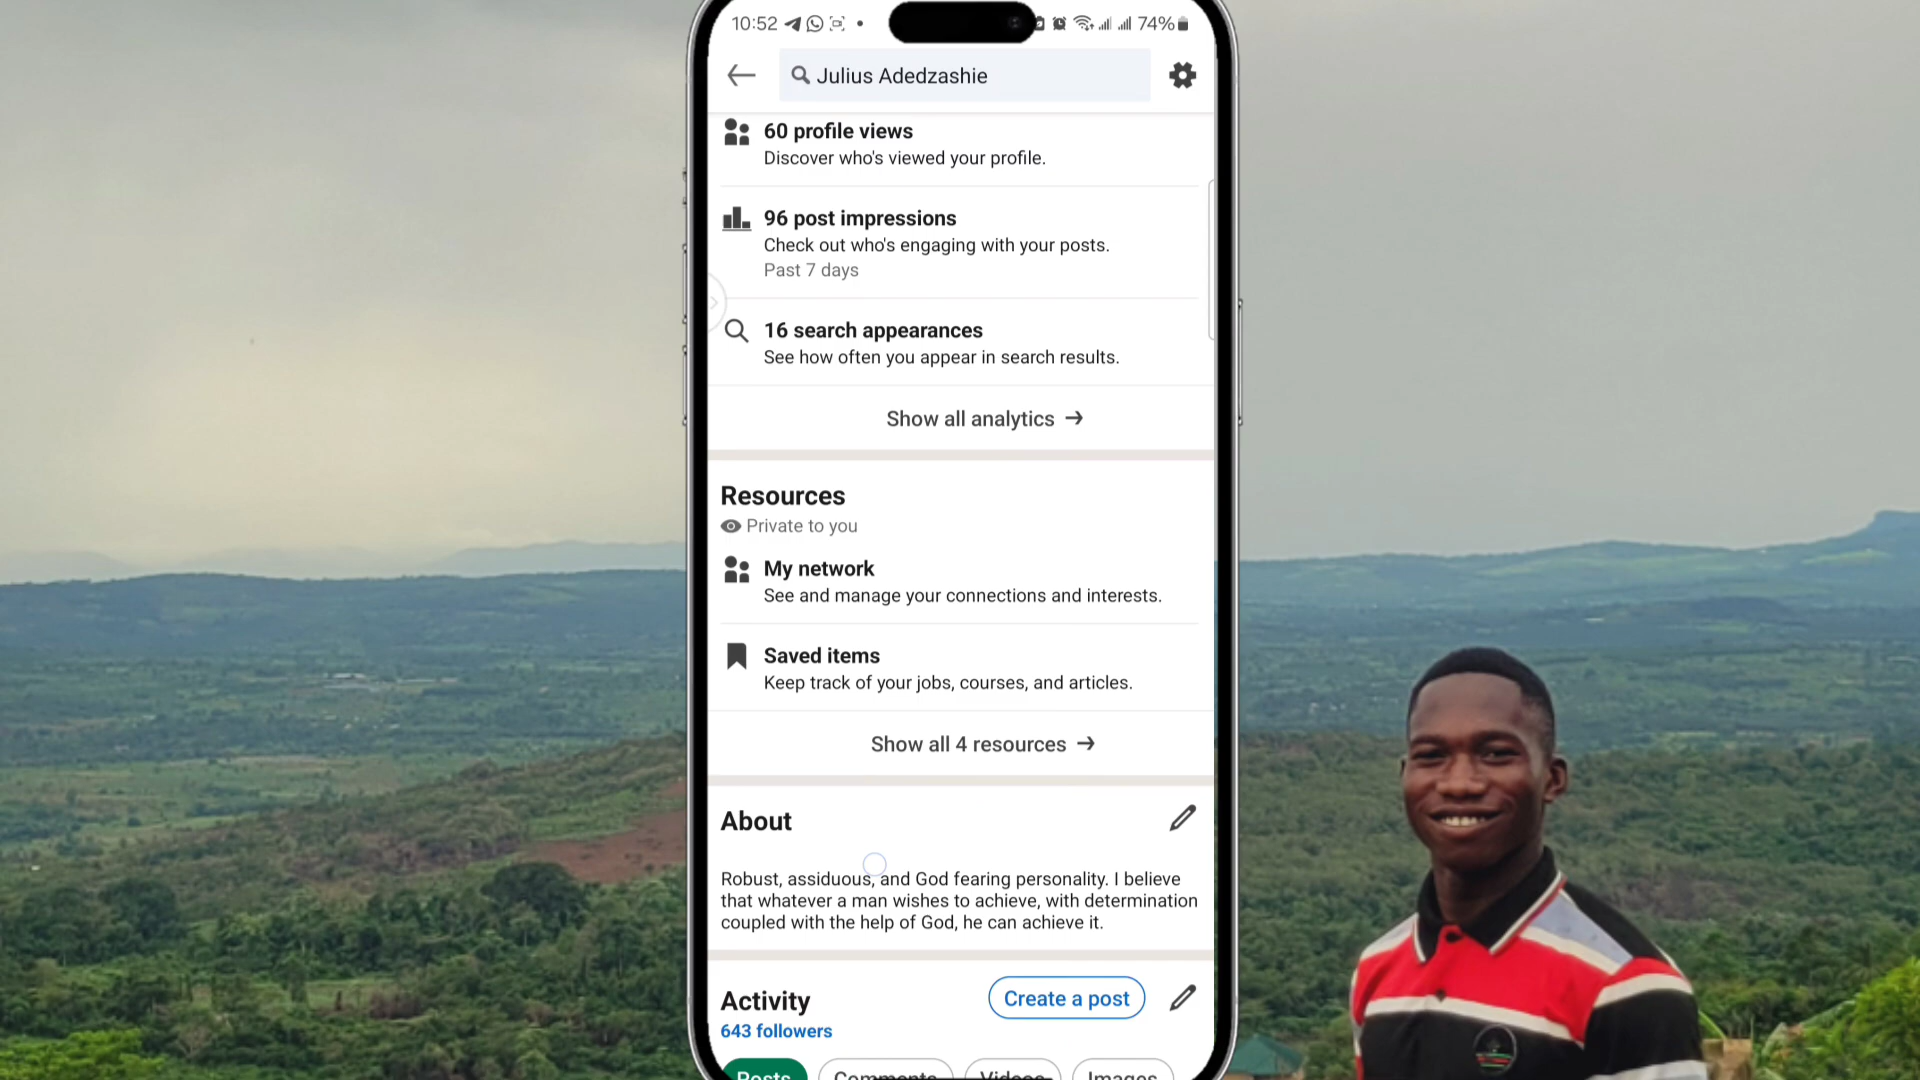 10:52
74%
Julius Adedzashie
60 profile views
Discover who's viewed your profile.
96 post impressions
Check out who's engaging with your posts.
Past 7 days
16 search appearances
See how often you appear in search results.
Show all analytics →
Resources
Private to you
My network
See and manage your connections and interests.
Saved items
Keep track of your jobs, courses, and articles.
Show all 4 resources →
About
Robust, assiduous, and God fearing personality. I believe
that whatever a man wishes to achieve, with determination
coupled with the help of God, he can achieve it.
Activity
Create a post
643 followers
Posts
Comments
Videos
Images